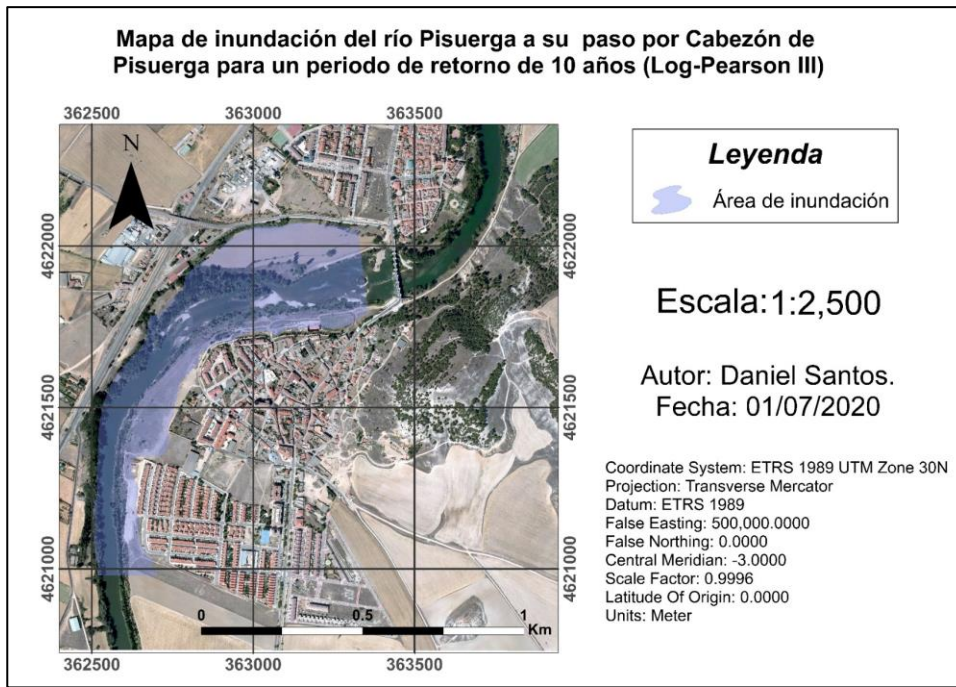 Mapa de inundación del río Pisuerga a su paso por Cabezón de
Pisuerga para un periodo de retorno de 10 años (Log-Pearson III)
362500 363000 363500
N
4622000 4622000
4621500 4621500
4621000 4621000
0 0.5 1
Km
362500 363000 363500
Leyenda
Área de inundación
Escala:1:2,500
Autor: Daniel Santos.
Fecha: 01/07/2020
Coordinate System: ETRS 1989 UTM Zone 30N
Projection: Transverse Mercator
Datum: ETRS 1989
False Easting: 500,000.0000
False Northing: 0.0000
Central Meridian: -3.0000
Scale Factor: 0.9996
Latitude Of Origin: 0.0000
Units: Meter